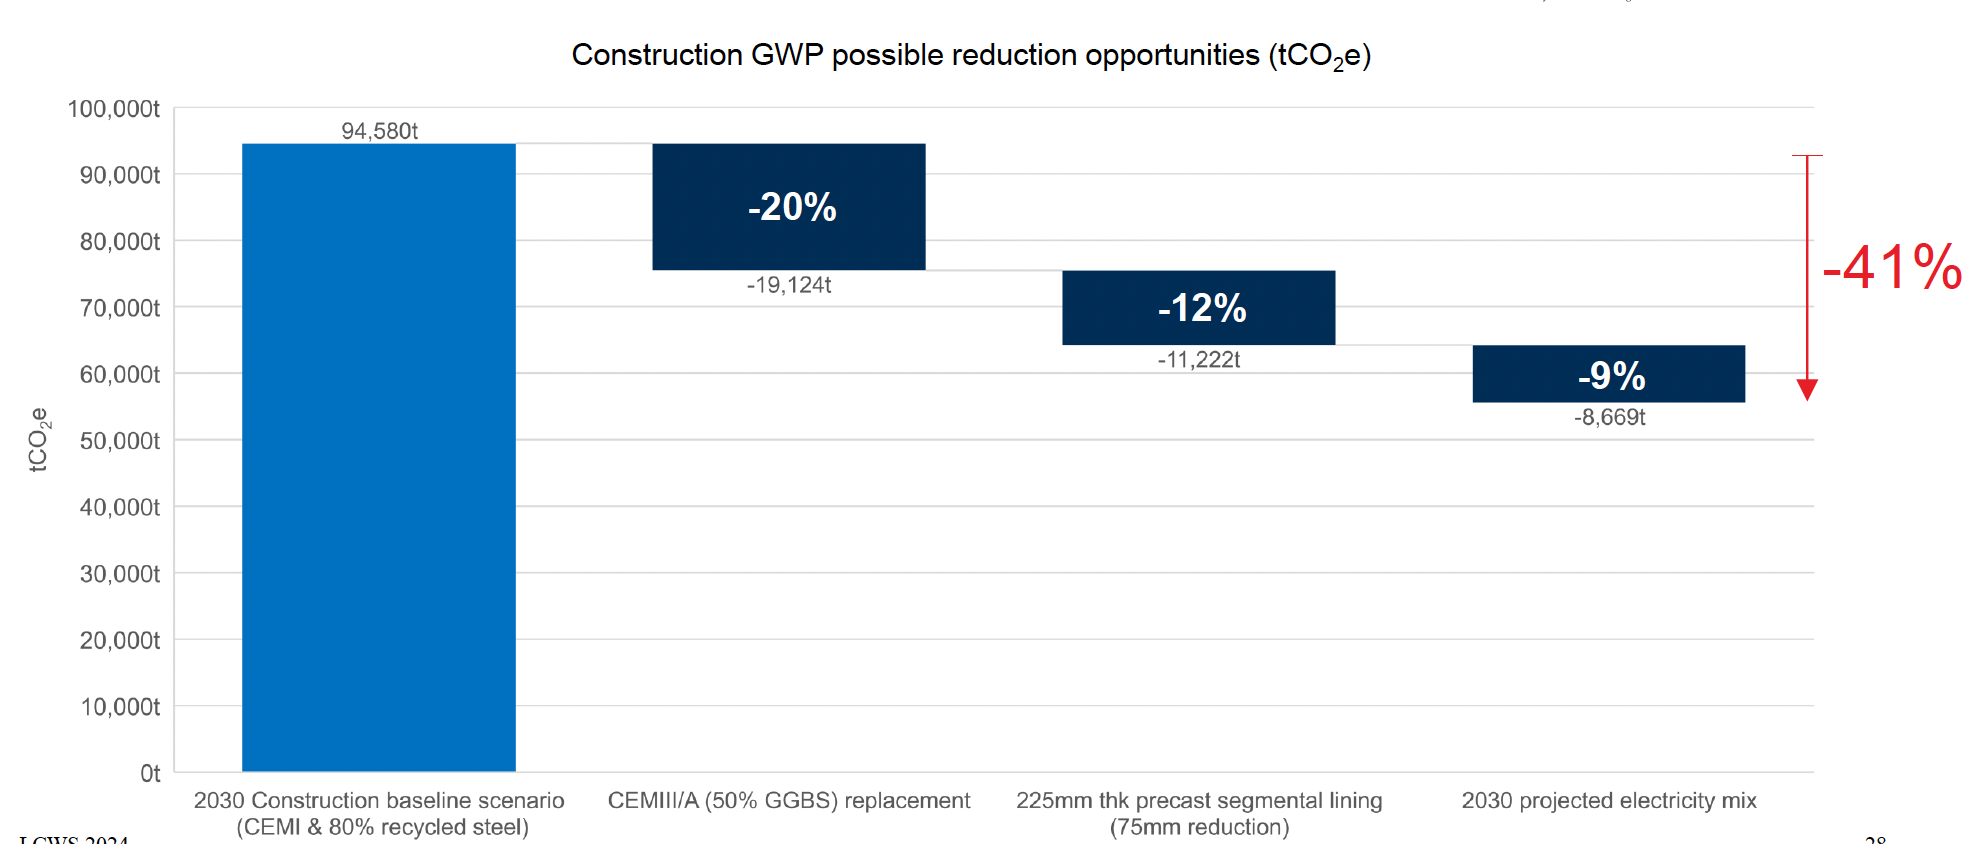 Construction GWP possible reduction opportunities (tCO₂e)
100,000t
90,000t
80,000t
70,000t
60,000t
50,000t
40,000t
30,000t
20,000t
10,000t
0t
tCO₂e
94,580t
-20%
-19,124t
-12%
-11,222t
-9%
-8,669t
-41%
2030 Construction baseline scenario
(CEMI & 80% recycled steel)
CEMIII/A (50% GGBS) replacement
225mm thk precast segmental lining
(75mm reduction)
2030 projected electricity mix
LCWS 2024
28